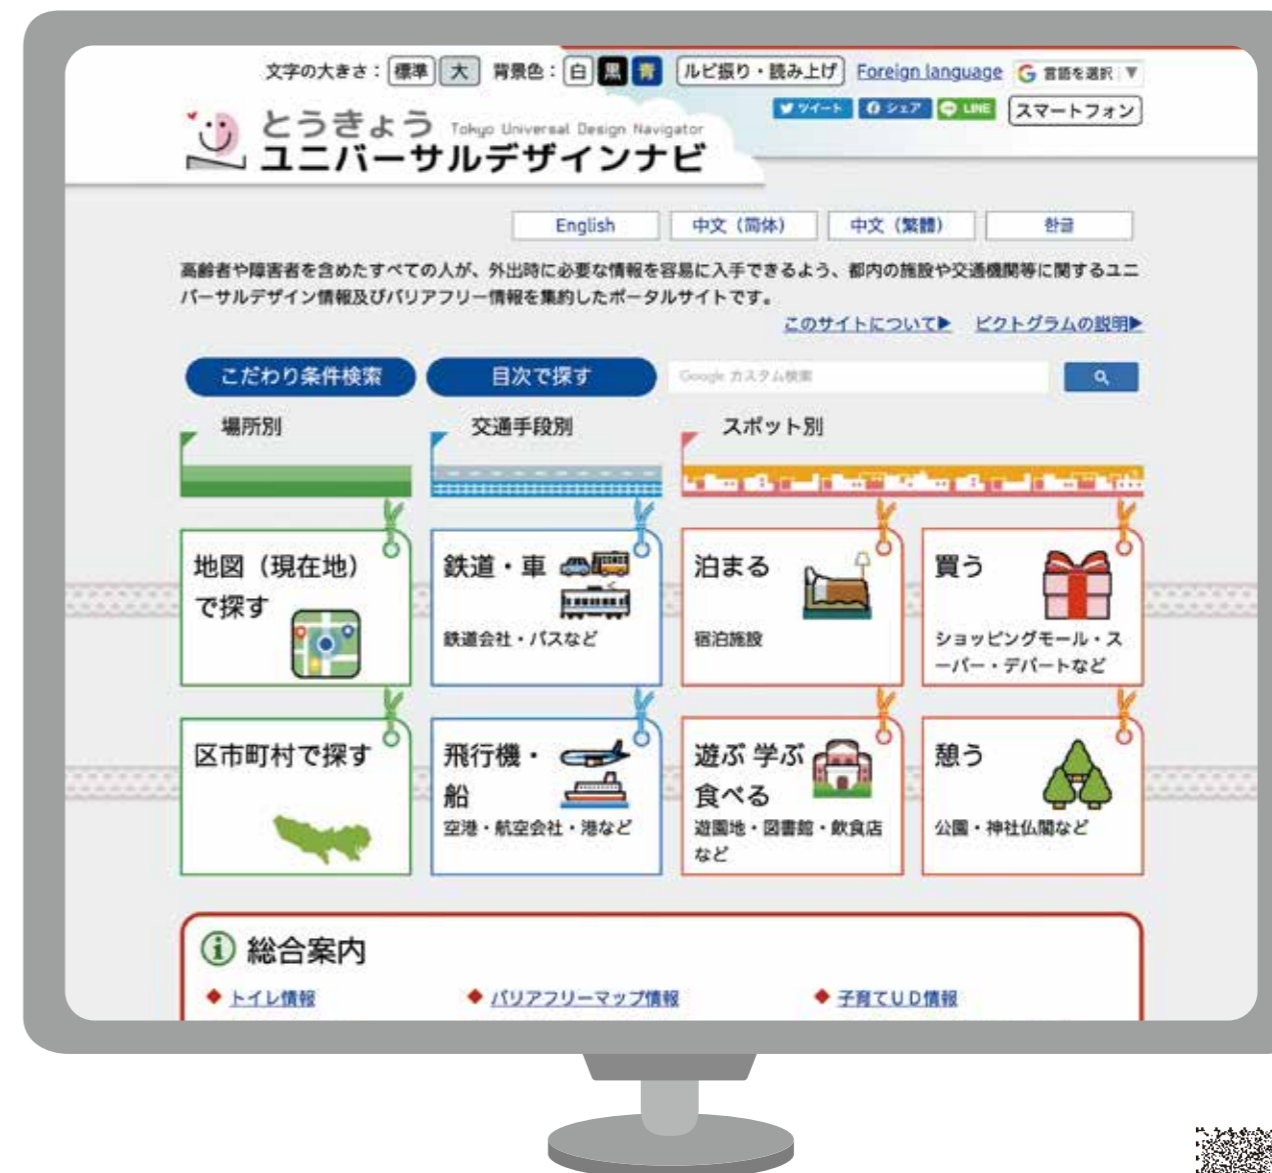 文字の大きさ： 標準 大 背景色： 白 黒 青 ルビ振り・読み上げ Foreign language G 言語を選択 ▼
ツイート シェア LINE スマートフォン
とうきょう Tokyo Universal Design Navigator
ユニバーサルデザインナビ
English 中文（简体） 中文（繁體） 한글
高齢者や障害者を含めたすべての人が、外出時に必要な情報を容易に入手できるよう、都内の施設や交通機関等に関するユニ
バーサルデザイン情報及びバリアフリー情報を集約したポータルサイトです。
このサイトについて▶ ピクトグラムの説明▶
こだわり条件検索 目次で探す Google カスタム検索
場所別 交通手段別 スポット別
地図（現在地）
で探す
鉄道・車
鉄道会社・バスなど
泊まる
宿泊施設
買う
ショッピングモール・ス
ーパー・デパートなど
区市町村で探す
飛行機・
船
空港・航空会社・港など
遊ぶ 学ぶ
食べる
遊園地・図書館・飲食店
など
憩う
公園・神社仏閣など
総合案内
◆ トイレ情報 ◆ バリアフリーマップ情報 ◆ 子育てＵＤ情報